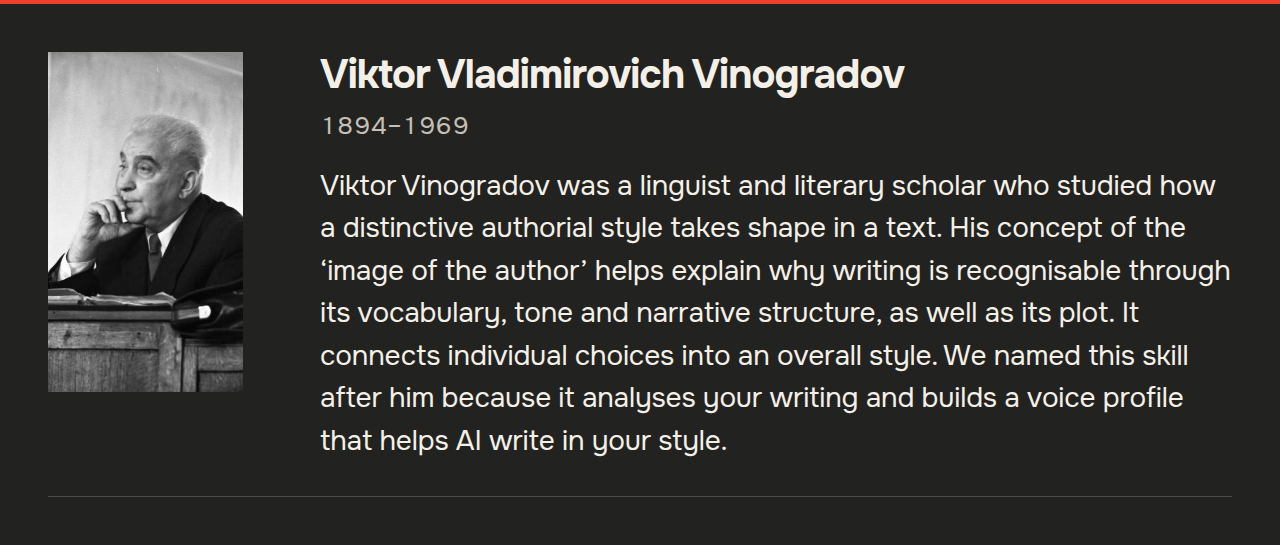 Viktor Vladimirovich Vinogradov
1894–1969
Viktor Vinogradov was a linguist and literary scholar who studied how
a distinctive authorial style takes shape in a text. His concept of the
‘image of the author’ helps explain why writing is recognisable through
its vocabulary, tone and narrative structure, as well as its plot. It
connects individual choices into an overall style. We named this skill
after him because it analyses your writing and builds a voice profile
that helps AI write in your style.